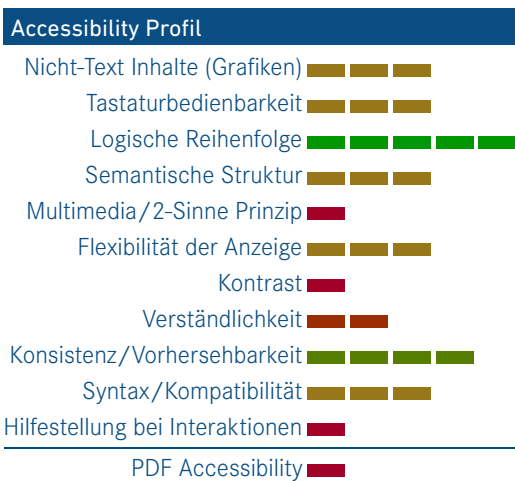 Accessibility Profil
Nicht-Text Inhalte (Grafiken)
Tastaturbedienbarkeit
Logische Reihenfolge
Semantische Struktur
Multimedia/2-Sinne Prinzip
Flexibilität der Anzeige
Kontrast
Verständlichkeit
Konsistenz/Vorhersehbarkeit
Syntax/Kompatibilität
Hilfestellung bei Interaktionen
PDF Accessibility